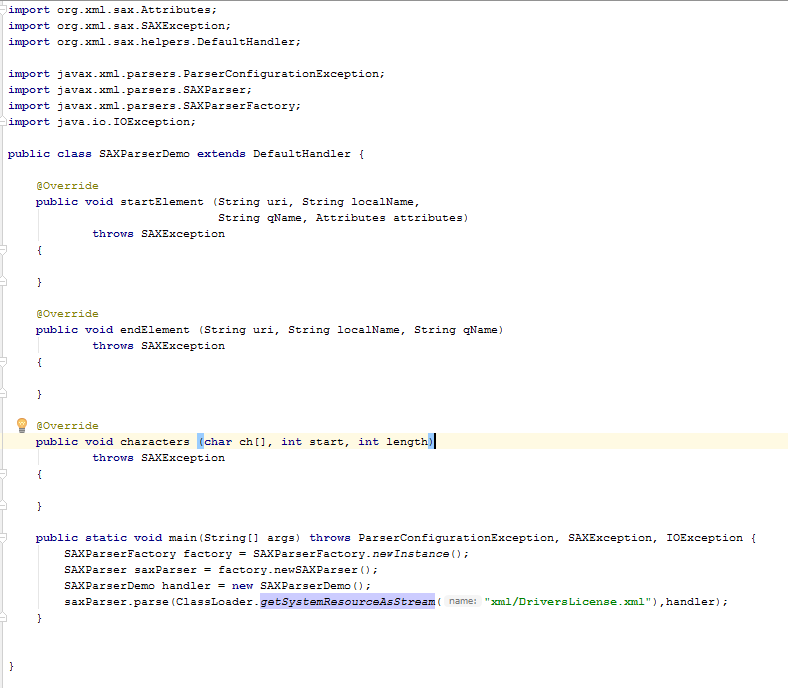 import org.xml.sax.Attributes;
import org.xml.sax.SAXException;
import org.xml.sax.helpers.DefaultHandler;

import javax.xml.parsers.ParserConfigurationException;
import javax.xml.parsers.SAXParser;
import javax.xml.parsers.SAXParserFactory;
import java.io.IOException;

public class SAXParserDemo extends DefaultHandler {

    @Override
    public void startElement (String uri, String localName,
                              String qName, Attributes attributes)
            throws SAXException
    {

    }

    @Override
    public void endElement (String uri, String localName, String qName)
            throws SAXException
    {

    }

    @Override
    public void characters (char ch[], int start, int length)
            throws SAXException
    {

    }

    public static void main(String[] args) throws ParserConfigurationException, SAXException, IOException {
        SAXParserFactory factory = SAXParserFactory.newInstance();
        SAXParser saxParser = factory.newSAXParser();
        SAXParserDemo handler = new SAXParserDemo();
        saxParser.parse(ClassLoader.getSystemResourceAsStream( name: "xml/DriversLicense.xml"),handler);
    }


}